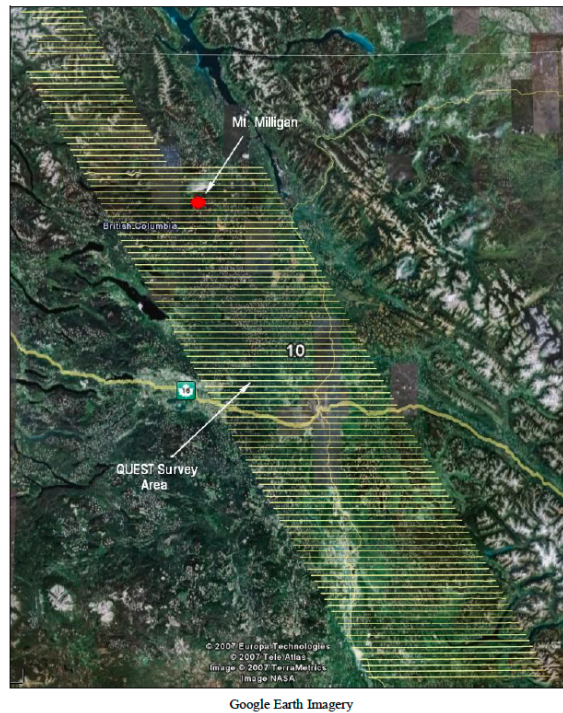 Mt. Milligan
British Columbia
10
16
QUEST Survey
Area
© 2007 Europa Technologies
© 2007 Tele Atlas
Image © 2007 TerraMetrics
Image NASA
Google Earth Imagery